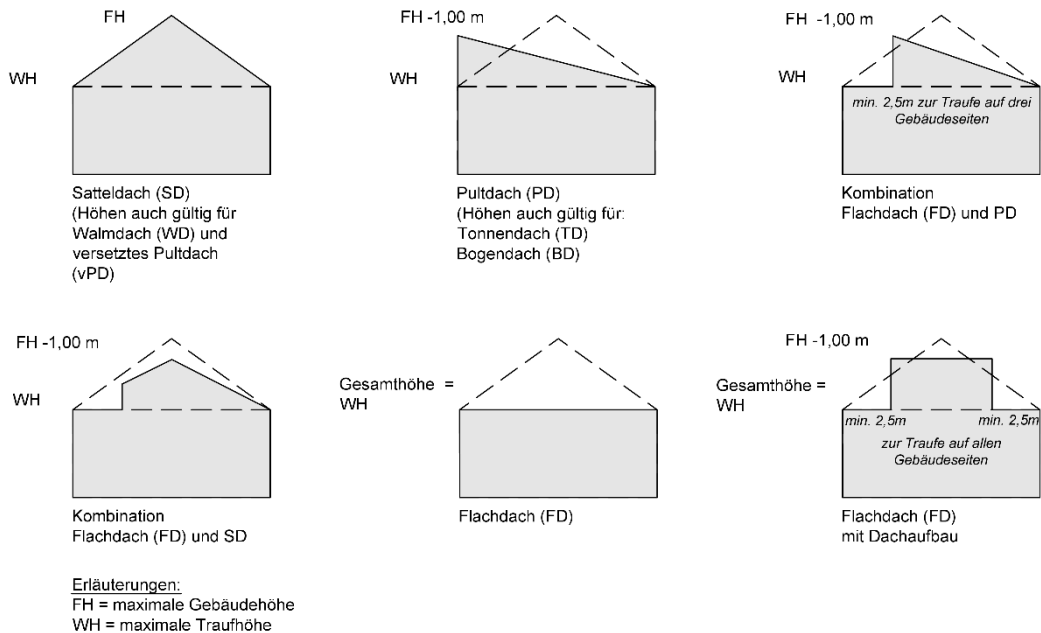 FH
WH
Satteldach (SD)
(Höhen auch gültig für
Walmdach (WD) und
versetztes Pultdach
(vPD)
FH -1,00 m
WH
Pultdach (PD)
(Höhen auch gültig für:
Tonnendach (TD)
Bogendach (BD)
FH -1,00 m
WH
min. 2,5m zur Traufe auf drei
Gebäudeseiten
Kombination
Flachdach (FD) und PD
FH -1,00 m
WH
Kombination
Flachdach (FD) und SD
Gesamthöhe =
WH
Flachdach (FD)
FH -1,00 m
Gesamthöhe =
WH
min. 2,5m
min. 2,5m
zur Traufe auf allen
Gebäudeseiten
Flachdach (FD)
mit Dachaufbau
Erläuterungen:
FH = maximale Gebäudehöhe
WH = maximale Traufhöhe